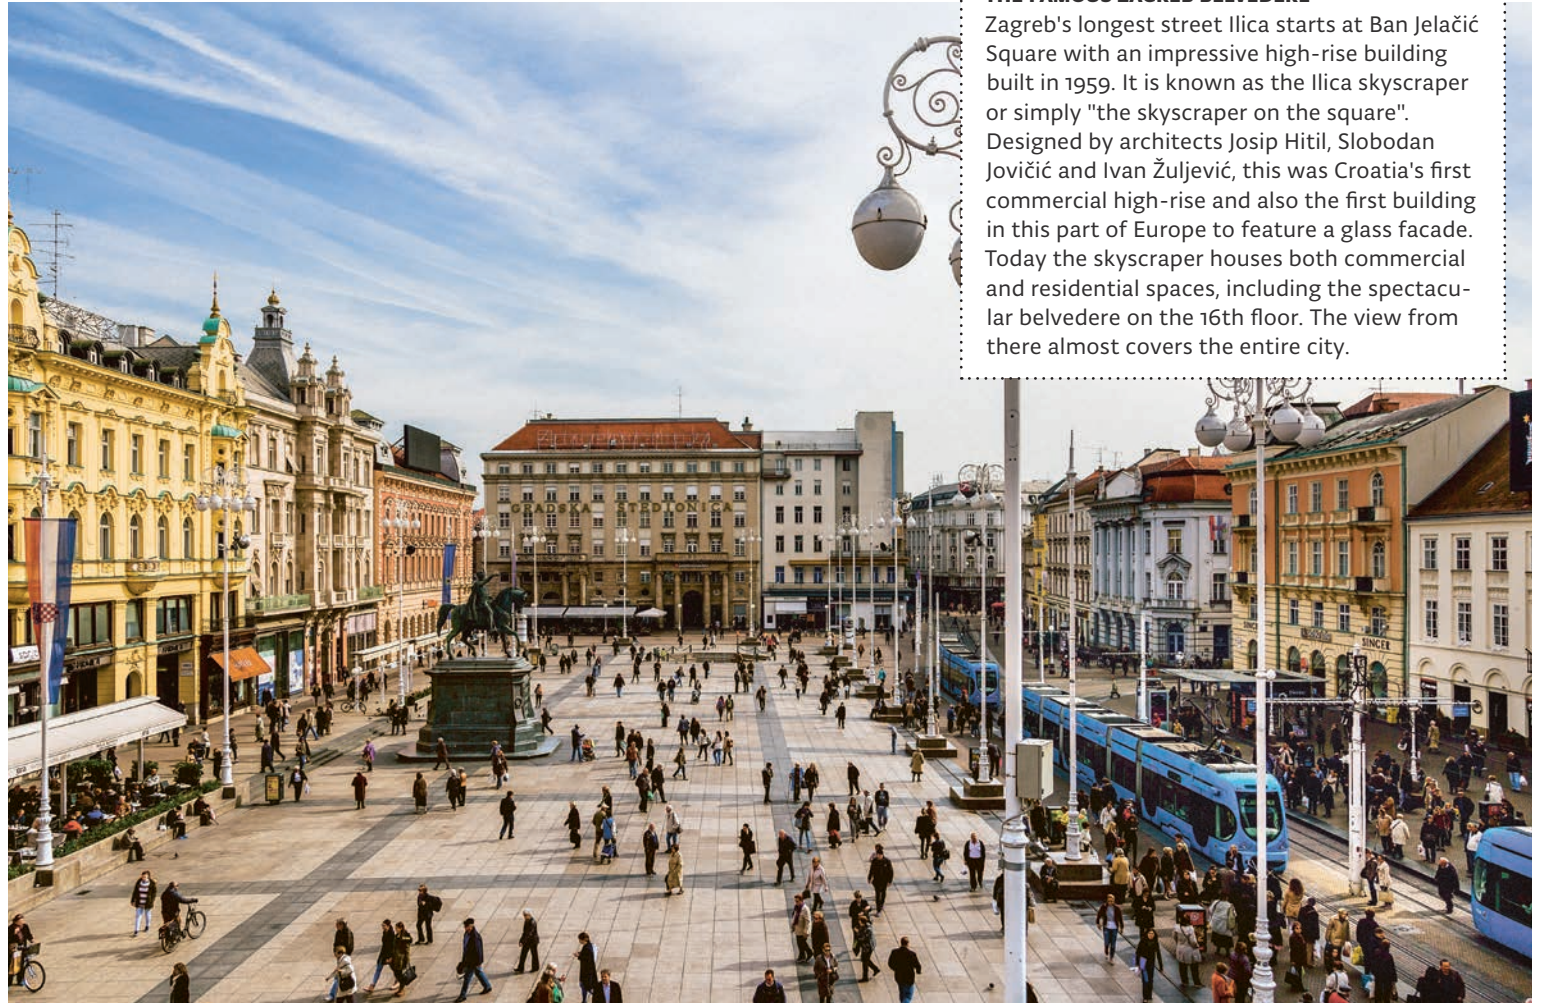 Zagreb's longest street Ilica starts at Ban Jelačić
Square with an impressive high-rise building
built in 1959. It is known as the Ilica skyscraper
or simply "the skyscraper on the square".
Designed by architects Josip Hitil, Slobodan
Jovičić and Ivan Žuljević, this was Croatia's first
commercial high-rise and also the first building
in this part of Europe to feature a glass facade.
Today the skyscraper houses both commercial
and residential spaces, including the spectacu-
lar belvedere on the 16th floor. The view from
there almost covers the entire city.
GRADSKA ŠTEDIONICA
SINGER